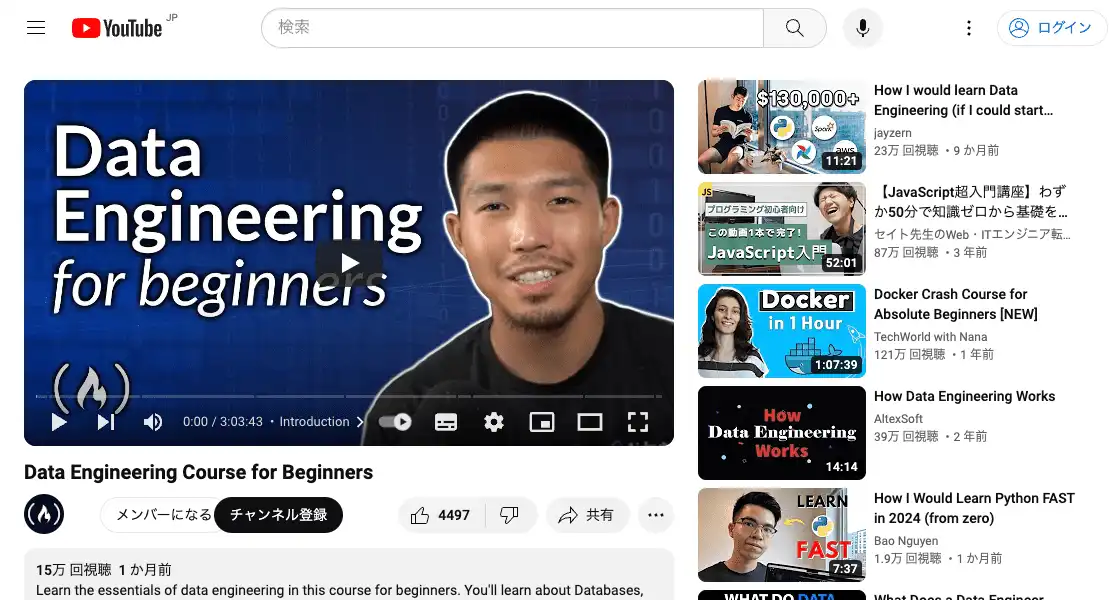 YouTube JP
検索
ログイン
Data
Engineering
for beginners
0:00 / 3:03:43 • Introduction
Data Engineering Course for Beginners
メンバーになる
チャンネル登録
4497
共有
15万 回視聴 1 か月前
Learn the essentials of data engineering in this course for beginners. You'll learn about Databases,
$130,000+
Spark
aws
11:21
How I would learn Data
Engineering (if I could start…
jayzern
23万 回視聴 ・9 か月前
JS
プログラミング初心者向け
この動画1本で完了!
JavaScript入門
52:01
【JavaScript超入門講座】わず
か50分で知識ゼロから基礎を…
セイト先生のWeb・ITエンジニア転…
87万 回視聴 ・3 年前
Docker
in 1 Hour
1:07:39
Docker Crash Course for
Absolute Beginners [NEW]
TechWorld with Nana
121万 回視聴 ・1 年前
How
Data Engineering
Works
14:14
How Data Engineering Works
AltexSoft
39万 回視聴 ・2 年前
LEARN
FAST
7:37
How I Would Learn Python FAST
in 2024 (from zero)
Bao Nguyen
1.9万 回視聴 ・1 か月前
WHAT DO DATA
What Does a Data Engineer